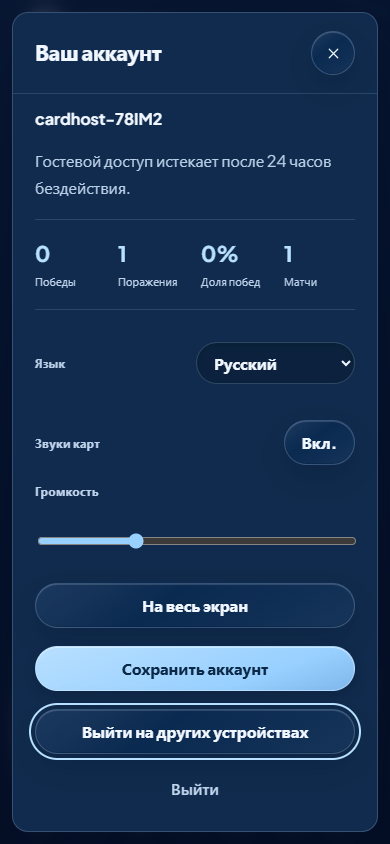 Ваш аккаунт
×
cardhost-78IM2
Гостевой доступ истекает после 24 часов
бездействия.
0 1 0% 1
Победы Поражения Доля побед Матчи
Язык Русский
Звуки карт Вкл.
Громкость
На весь экран
Сохранить аккаунт
Выйти на других устройствах
Выйти